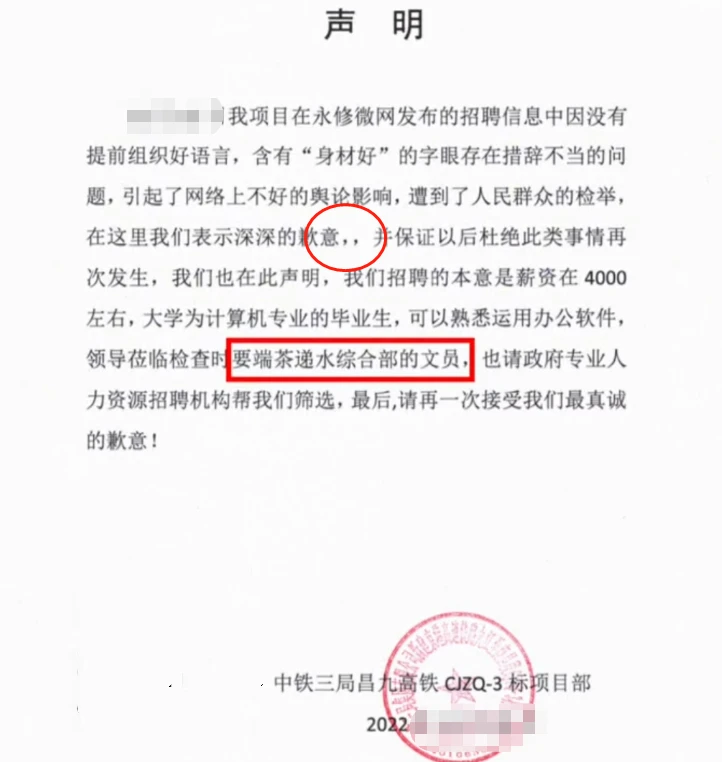 声 明
我项目在永修微网发布的招聘信息中因没有
提前组织好语言，含有“身材好”的字眼存在措辞不当的问
题，引起了网络上不好的舆论影响，遭到了人民群众的检举，
在这里我们表示深深的歉意，，并保证以后杜绝此类事情再
次发生，我们也在此声明，我们招聘的本意是薪资在 4000
左右，大学为计算机专业的毕业生，可以熟悉运用办公软件，
领导莅临检查时要端茶递水综合部的文员，也请政府专业人
力资源招聘机构帮我们筛选，最后,请再一次接受我们最真诚
的歉意！
中铁三局昌九高铁 CJZQ-3 标项目部
2022